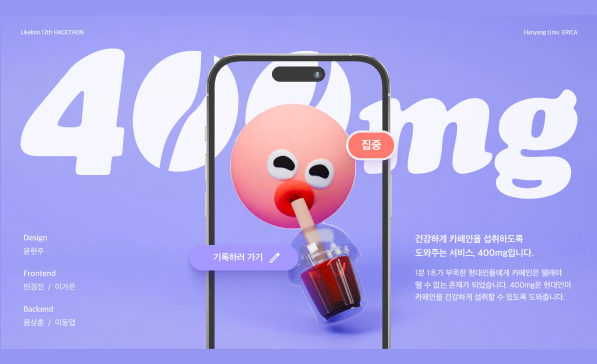 Likelion 12th HACKTHON
Hanyang Univ. ERICA
400mg
집중
기록하러 가기
Design
윤현주
Frontend
민경진 / 이가은
Backend
음상훈 / 이동엽
건강하게 카페인을 섭취하도록
도와주는 서비스, 400mg입니다.
1분 1초가 부족한 현대인들에게 카페인은 뗄레야
뗄 수 없는 존재가 되었습니다. 400mg은 현대인이
카페인을 건강하게 섭취할 수 있도록 도와줍니다.